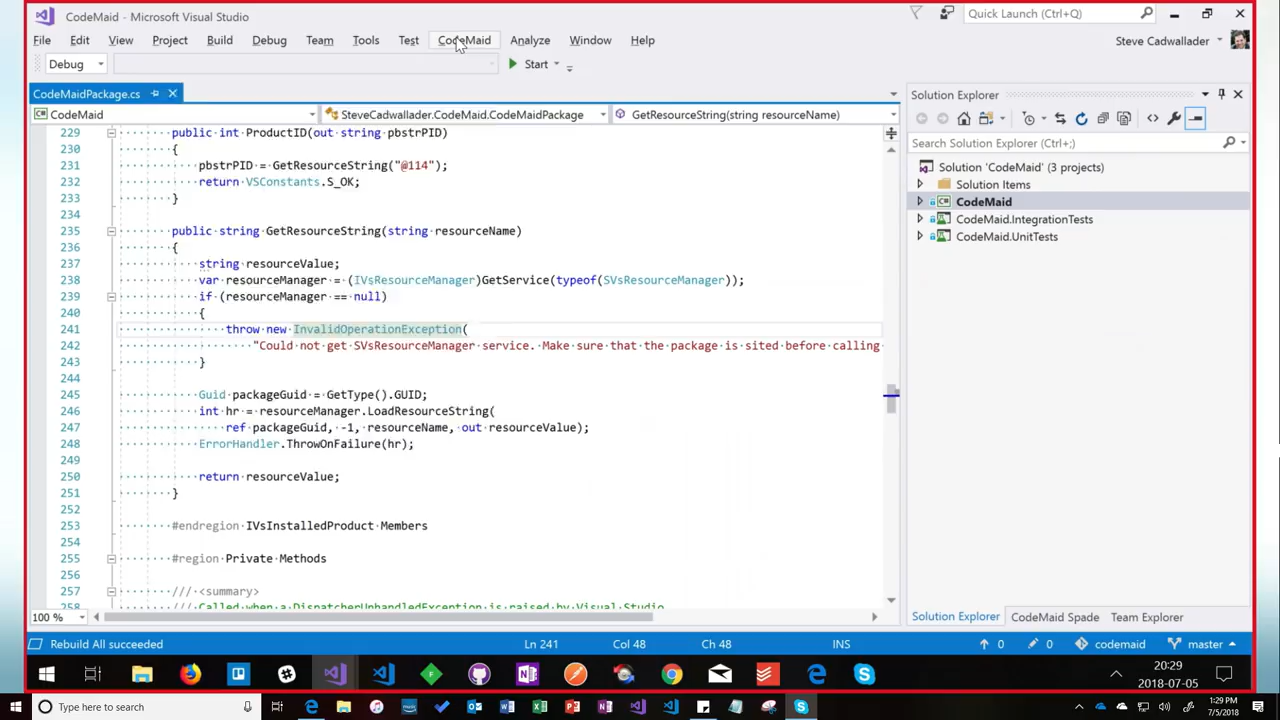 CodeMaid - Microsoft Visual Studio
Quick Launch (Ctrl+Q)
File Edit View Project Build Debug Team Tools Test CodeMaid Analyze Window Help
Steve Cadwallader
Debug
Start
CodeMaidPackage.cs
Solution Explorer
CodeMaid
SteveCadwallader.CodeMaid.CodeMaidPackage
GetResourceString(string resourceName)
Search Solution Explorer (Ctrl+;)
Solution 'CodeMaid' (3 projects)
Solution Items
CodeMaid
CodeMaid.IntegrationTests
CodeMaid.UnitTests
229 public int ProductID(out string pbstrPID)
230 {
231 pbstrPID = GetResourceString("@114");
232 return VSConstants.S_OK;
233 }
234
235 public string GetResourceString(string resourceName)
236 {
237 string resourceValue;
238 var resourceManager = (IVsResourceManager)GetService(typeof(SVsResourceManager));
239 if (resourceManager == null)
240 {
241 throw new InvalidOperationException(
242 "Could not get SVsResourceManager service. Make sure that the package is sited before calling
243 }
244
245 Guid packageGuid = GetType().GUID;
246 int hr = resourceManager.LoadResourceString(
247 ref packageGuid, -1, resourceName, out resourceValue);
248 ErrorHandler.ThrowOnFailure(hr);
249
250 return resourceValue;
251 }
252
253 #endregion IVsInstalledProduct Members
254
255 #region Private Methods
256
257 /// <summary>
258 /// Called when a DispatcherUnhandledException is raised by Visual Studio
100 %
Solution Explorer CodeMaid Spade Team Explorer
Rebuild All succeeded
Ln 241
Col 48
Ch 48
INS
0
0
codemaid
master
20:29
2018-07-05
Type here to search
1:29 PM
7/5/2018